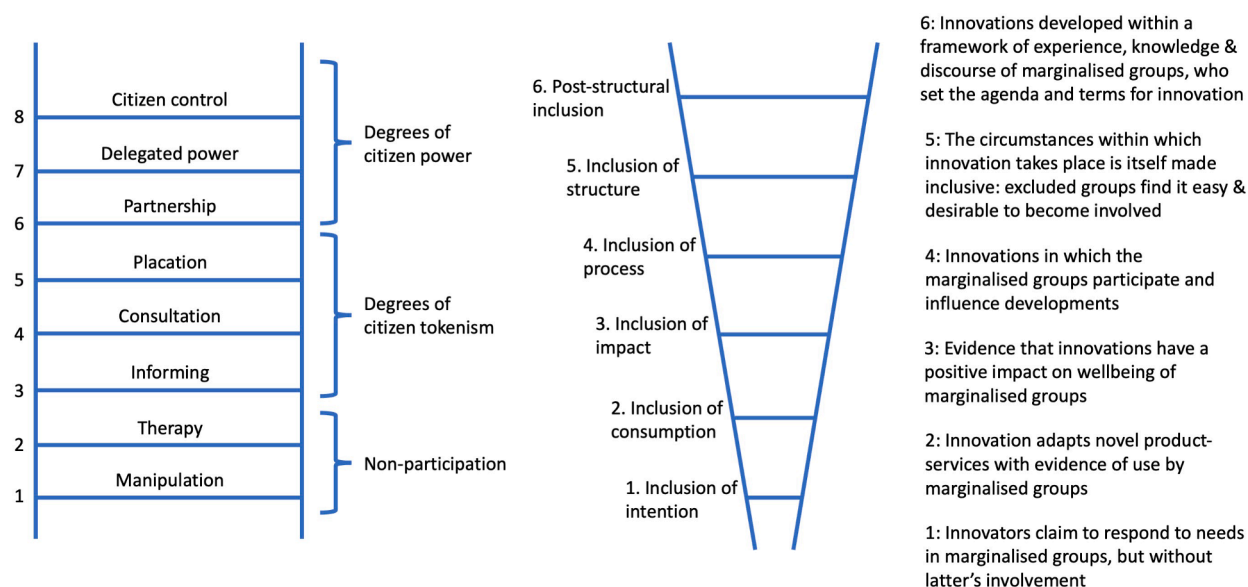 8
Citizen control
7
Delegated power
6
Partnership
5
Placation
4
Consultation
3
Informing
2
Therapy
1
Manipulation
Degrees of
citizen power
Degrees of
citizen tokenism
Non-participation
6. Post-structural
inclusion
5. Inclusion of
structure
4. Inclusion of
process
3. Inclusion of
impact
2. Inclusion of
consumption
1. Inclusion of
intention
6: Innovations developed within a
framework of experience, knowledge &
discourse of marginalised groups, who
set the agenda and terms for innovation
5: The circumstances within which
innovation takes place is itself made
inclusive: excluded groups find it easy &
desirable to become involved
4: Innovations in which the
marginalised groups participate and
influence developments
3: Evidence that innovations have a
positive impact on wellbeing of
marginalised groups
2: Innovation adapts novel product-
services with evidence of use by
marginalised groups
1: Innovators claim to respond to needs
in marginalised groups, but without
latter's involvement